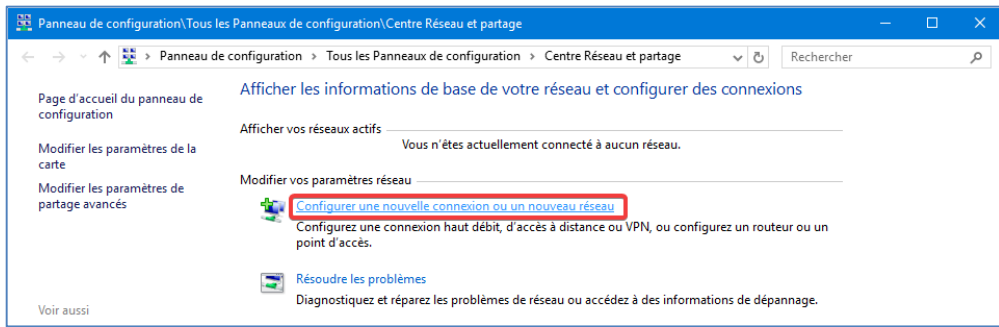 Panneau de configuration\Tous les Panneaux de configuration\Centre Réseau et partage
Panneau de configuration > Tous les Panneaux de configuration > Centre Réseau et partage
Rechercher
Page d'accueil du panneau de
configuration
Modifier les paramètres de la
carte
Modifier les paramètres de
partage avancés
Voir aussi
Afficher les informations de base de votre réseau et configurer des connexions
Afficher vos réseaux actifs
Vous n'êtes actuellement connecté à aucun réseau.
Modifier vos paramètres réseau
Configurer une nouvelle connexion ou un nouveau réseau
Configurez une connexion haut débit, d'accès à distance ou VPN, ou configurez un routeur ou un
point d'accès.
Résoudre les problèmes
Diagnostiquez et réparez les problèmes de réseau ou accédez à des informations de dépannage.